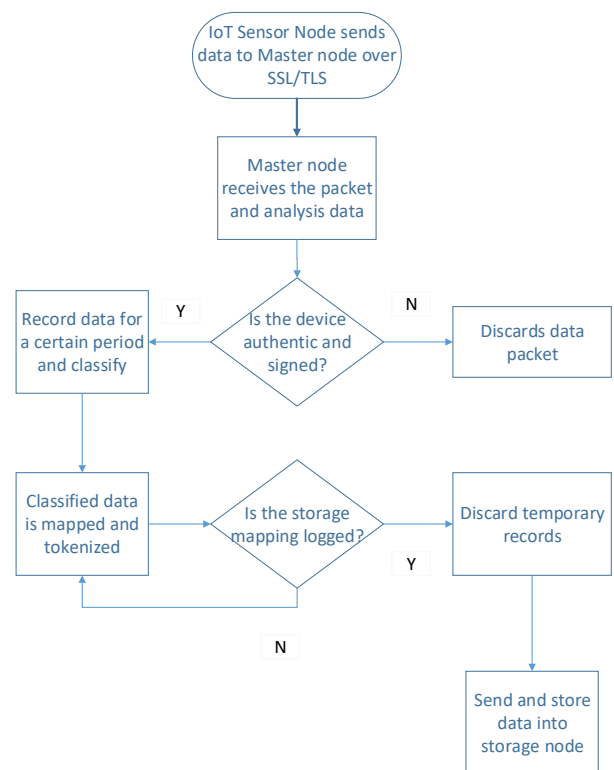 IoT Sensor Node sends
data to Master node over
SSL/TLS
Master node
receives the packet
and analysis data
Y
N
Record data for
a certain period
and classify
Is the device
authentic and
signed?
Discards data
packet
Classified data
is mapped and
tokenized
Is the storage
mapping logged?
Discard temporary
records
Y
N
Send and store
data into
storage node